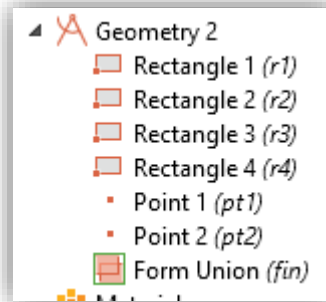 Geometry 2
Rectangle 1 (r1)
Rectangle 2 (r2)
Rectangle 3 (r3)
Rectangle 4 (r4)
Point 1 (pt1)
Point 2 (pt2)
Form Union (fin)